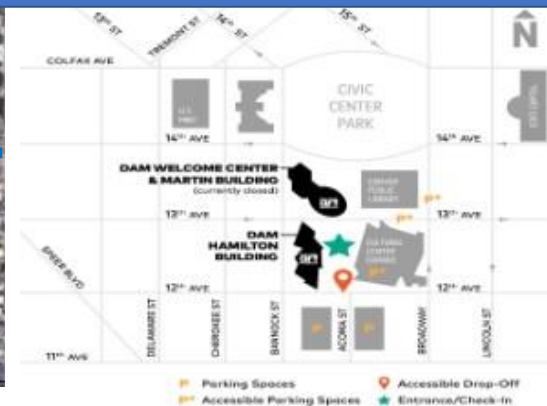 13th ST
TREMONT ST
14th ST
15th ST
N
COLFAX AVE
U.S. MINT
CIVIC
CENTER
PARK
14th AVE
14th AVE
DAM WELCOME CENTER
& MARTIN BUILDING
(currently closed)
DENVER
PUBLIC
LIBRARY
P*
P*
13th AVE
13th AVE
DAM
HAMILTON
BUILDING
CULTURAL
CENTER
GARAGE
P*
SPEER BLVD
12th AVE
12th AVE
DELAWARE ST
CHEROKEE ST
BANNOCK ST
P
ACOMA ST
P
BROADWAY
LINCOLN ST
11th AVE
P Parking Spaces
Accessible Drop-Off
P* Accessible Parking Spaces
Entrance/Check-In